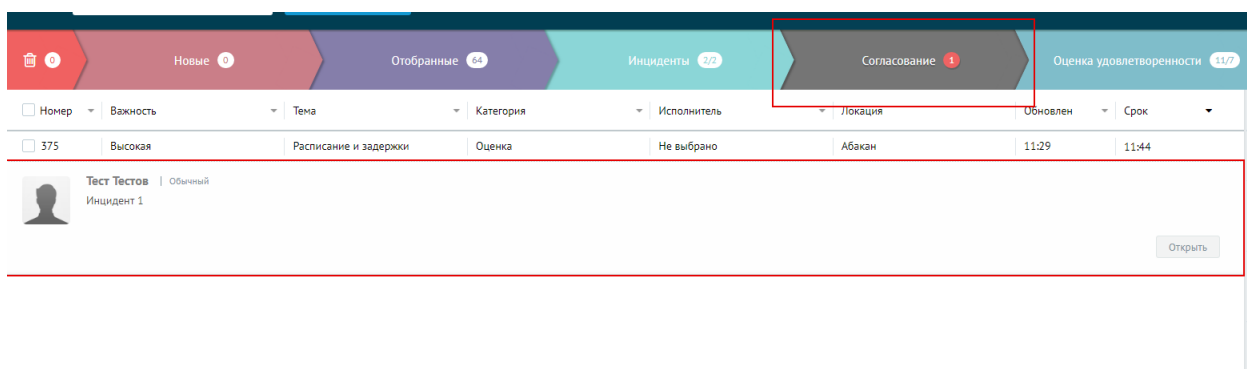 0 Новые 0 Отобранные 64 Инциденты 2/2 Согласование 1 Оценка удовлетворенности 11/7
Номер Важность Тема Категория Исполнитель Локация Обновлен Срок
375 Высокая Расписание и задержки Оценка Не выбрано Абакан 11:29 11:44
Тест Тестов | Обычный
Инцидент 1
Открыть